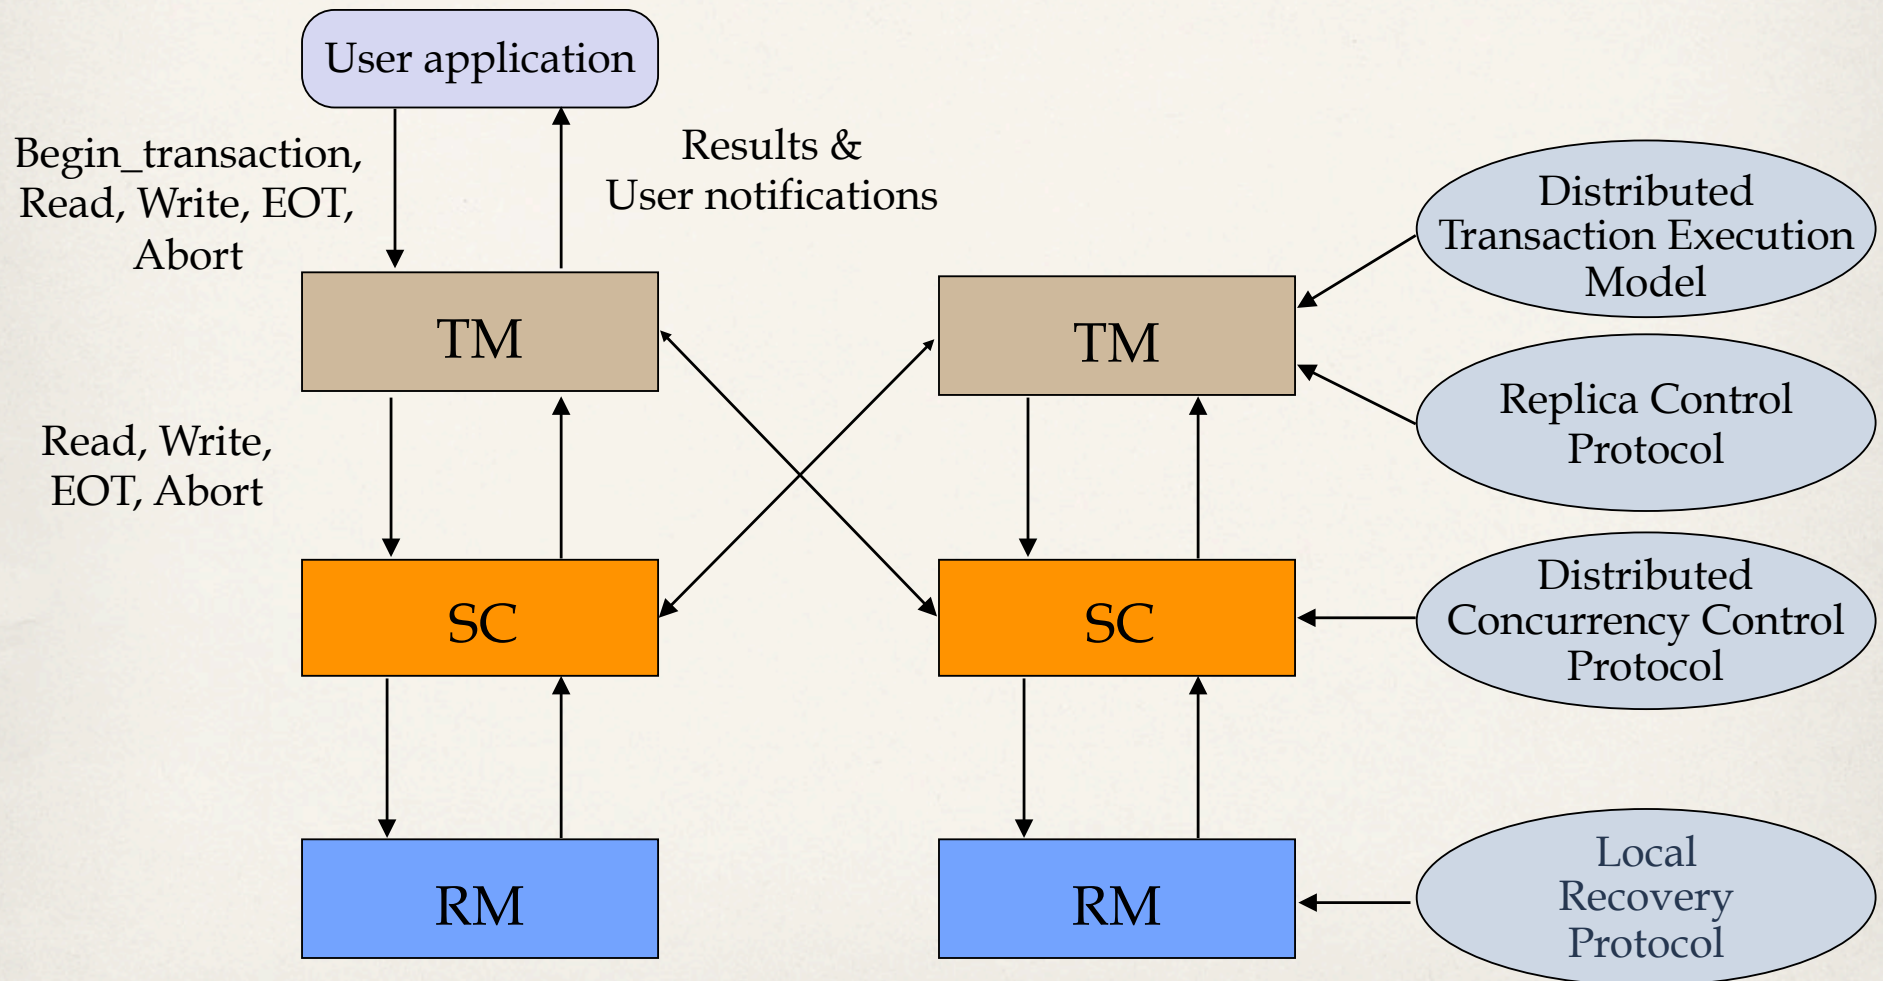 User application
Begin_transaction,
Read, Write, EOT,
Abort
Results &
User notifications
TM
TM
Distributed
Transaction Execution
Model
Replica Control
Protocol
Read, Write,
EOT, Abort
SC
SC
Distributed
Concurrency Control
Protocol
RM
RM
Local
Recovery
Protocol